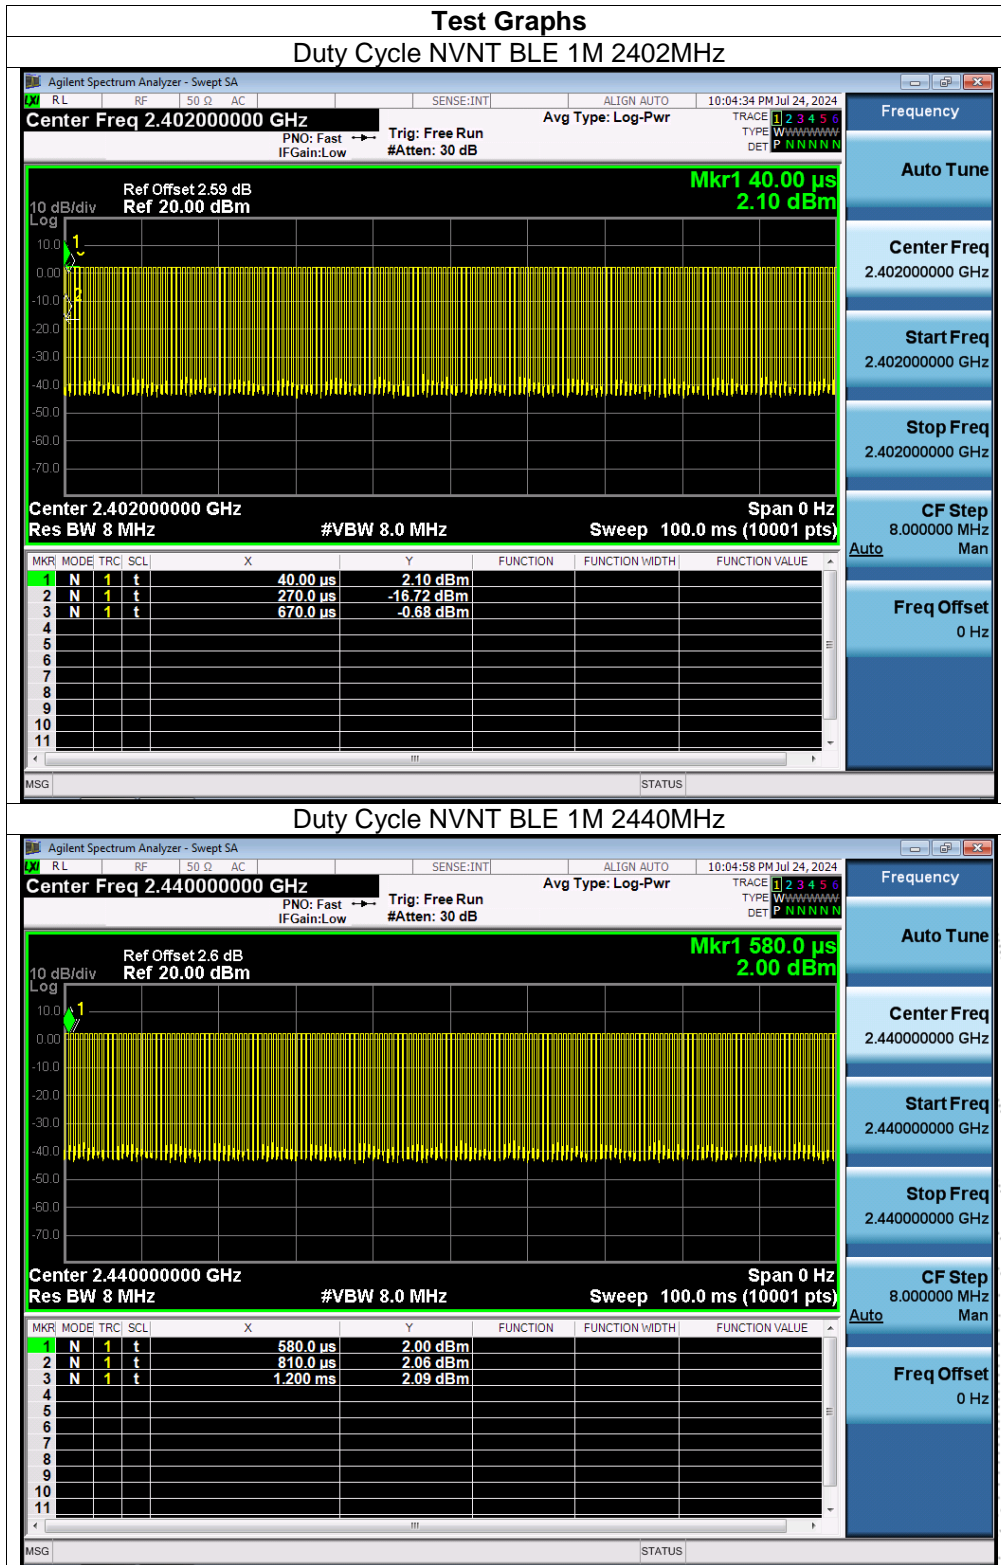 Test Graphs
Duty Cycle NVNT BLE 1M 2402MHz
Agilent Spectrum Analyzer - Swept SA
LXI RL RF 50 Ω AC SENSE:INT ALIGN AUTO 10:04:34 PM Jul 24, 2024
Center Freq 2.402000000 GHz
PNO: Fast
IFGain:Low
Trig: Free Run
#Atten: 30 dB
Avg Type: Log-Pwr
TRACE 1 2 3 4 5 6
TYPE WWWWWW
DET P N N N N N
Frequency
Auto Tune
Center Freq
2.402000000 GHz
Start Freq
2.402000000 GHz
Stop Freq
2.402000000 GHz
CF Step
8.000000 MHz
Auto Man
Freq Offset
0 Hz
Mkr1 40.00 µs
2.10 dBm
Ref Offset 2.59 dB
10 dB/div Ref 20.00 dBm
Log
10.0
0.00
-10.0
-20.0
-30.0
-40.0
-50.0
-60.0
-70.0
1
2
Center 2.402000000 GHz Span 0 Hz
Res BW 8 MHz #VBW 8.0 MHz Sweep 100.0 ms (10001 pts)
MKR MODE TRC SCL X Y FUNCTION FUNCTION WIDTH FUNCTION VALUE
1 N 1 t 40.00 µs 2.10 dBm
2 N 1 t 270.0 µs -16.72 dBm
3 N 1 t 670.0 µs -0.68 dBm
4
5
6
7
8
9
10
11
MSG STATUS
Duty Cycle NVNT BLE 1M 2440MHz
Agilent Spectrum Analyzer - Swept SA
LXI RL RF 50 Ω AC SENSE:INT ALIGN AUTO 10:04:58 PM Jul 24, 2024
Center Freq 2.440000000 GHz
PNO: Fast
IFGain:Low
Trig: Free Run
#Atten: 30 dB
Avg Type: Log-Pwr
TRACE 1 2 3 4 5 6
TYPE WWWWWW
DET P N N N N N
Frequency
Auto Tune
Center Freq
2.440000000 GHz
Start Freq
2.440000000 GHz
Stop Freq
2.440000000 GHz
CF Step
8.000000 MHz
Auto Man
Freq Offset
0 Hz
Mkr1 580.0 µs
2.00 dBm
Ref Offset 2.6 dB
10 dB/div Ref 20.00 dBm
Log
10.0
0.00
-10.0
-20.0
-30.0
-40.0
-50.0
-60.0
-70.0
1
Center 2.440000000 GHz Span 0 Hz
Res BW 8 MHz #VBW 8.0 MHz Sweep 100.0 ms (10001 pts)
MKR MODE TRC SCL X Y FUNCTION FUNCTION WIDTH FUNCTION VALUE
1 N 1 t 580.0 µs 2.00 dBm
2 N 1 t 810.0 µs 2.06 dBm
3 N 1 t 1.200 ms 2.09 dBm
4
5
6
7
8
9
10
11
MSG STATUS